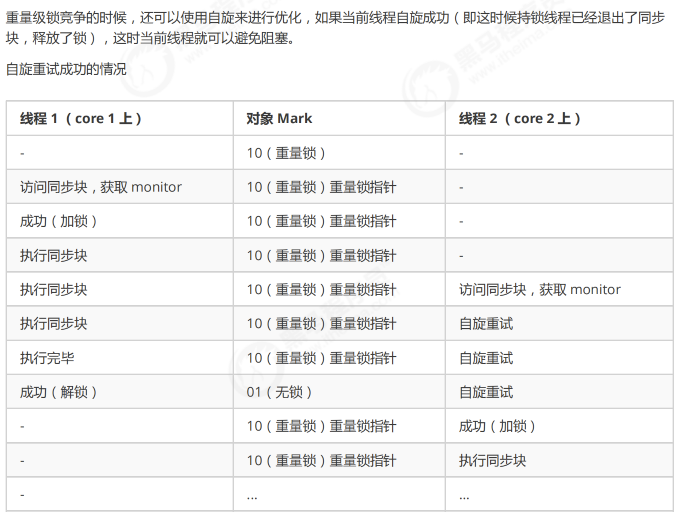 重量级锁竞争的时候，还可以使用自旋来进行优化，如果当前线程自旋成功（即这时候持锁线程已经退出了同步
块，释放了锁），这时当前线程就可以避免阻塞。
自旋重试成功的情况
线程 1（core 1 上） 对象 Mark 线程 2（core 2 上）
- 10（重量锁） -
访问同步块，获取 monitor 10（重量锁）重量锁指针 -
成功（加锁） 10（重量锁）重量锁指针 -
执行同步块 10（重量锁）重量锁指针 -
执行同步块 10（重量锁）重量锁指针 访问同步块，获取 monitor
执行同步块 10（重量锁）重量锁指针 自旋重试
执行完毕 10（重量锁）重量锁指针 自旋重试
成功（解锁） 01（无锁） 自旋重试
- 10（重量锁）重量锁指针 成功（加锁）
- 10（重量锁）重量锁指针 执行同步块
- ... ...